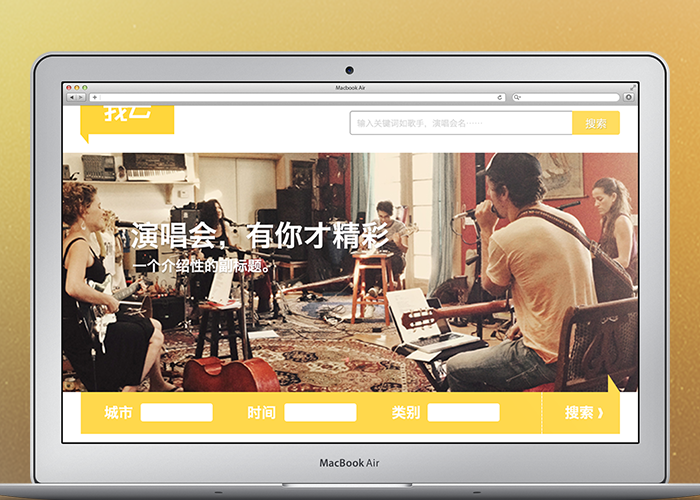 Macbook Air
我去
输入关键词如歌手，演唱会名……
搜索
演唱会，有你才精彩
一个介绍性的副标题。
城市
时间
类别
搜索 》
MacBook Air